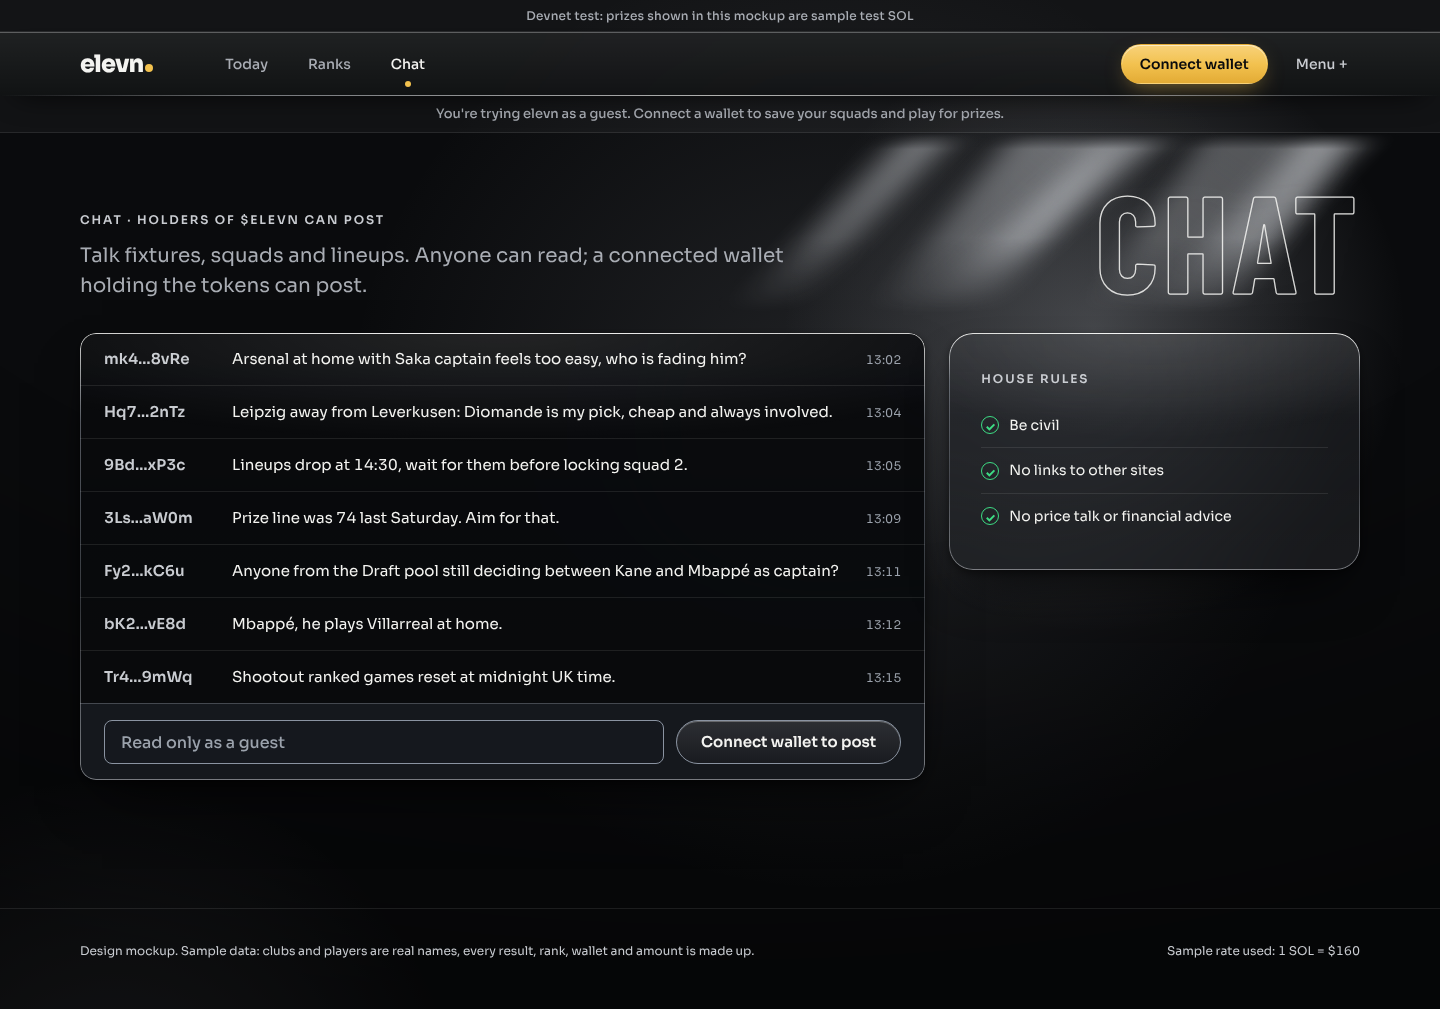 Devnet test: prizes shown in this mockup are sample test SOL
elevn.
Today
Ranks
Chat
Connect wallet
Menu +
You're trying elevn as a guest. Connect a wallet to save your squads and play for prizes.
CHAT · HOLDERS OF $ELEVN CAN POST
Talk fixtures, squads and lineups. Anyone can read; a connected wallet
holding the tokens can post.
CHAT
mk4...8vRe Arsenal at home with Saka captain feels too easy, who is fading him? 13:02
Hq7...2nTz Leipzig away from Leverkusen: Diomande is my pick, cheap and always involved. 13:04
9Bd...xP3c Lineups drop at 14:30, wait for them before locking squad 2. 13:05
3Ls...aW0m Prize line was 74 last Saturday. Aim for that. 13:09
Fy2...kC6u Anyone from the Draft pool still deciding between Kane and Mbappé as captain? 13:11
bK2...vE8d Mbappé, he plays Villarreal at home. 13:12
Tr4...9mWq Shootout ranked games reset at midnight UK time. 13:15
Read only as a guest
Connect wallet to post
HOUSE RULES
Be civil
No links to other sites
No price talk or financial advice
Design mockup. Sample data: clubs and players are real names, every result, rank, wallet and amount is made up.
Sample rate used: 1 SOL = $160